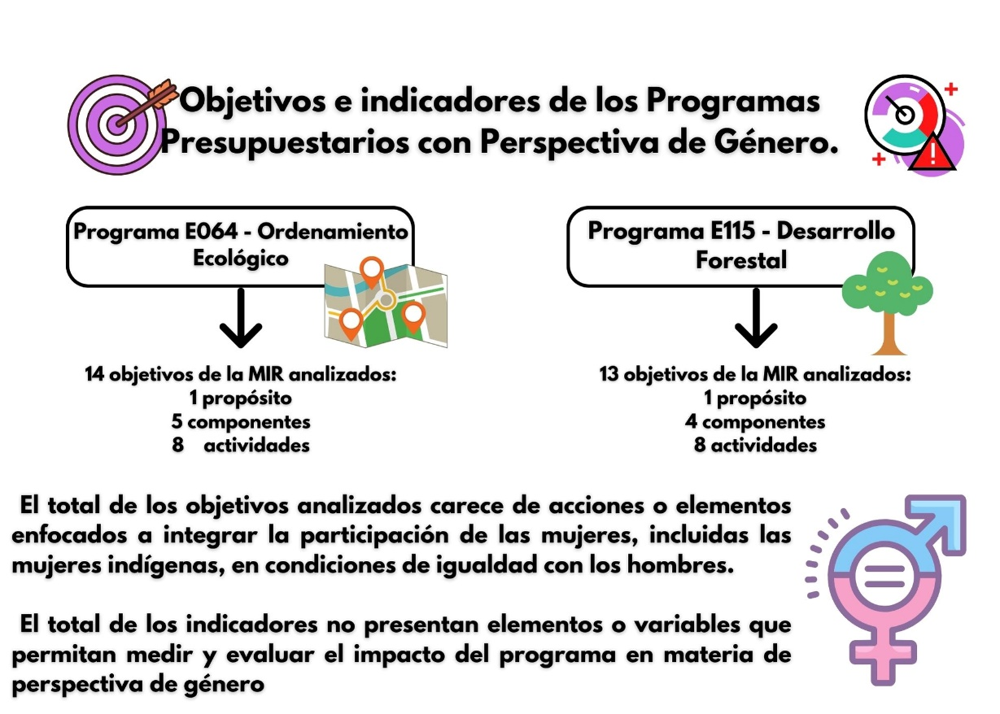 Objetivos e indicadores de los Programas
Presupuestarios con Perspectiva de Género.
Programa E064 - Ordenamiento
Ecológico
14 objetivos de la MIR analizados:
1 propósito
5 componentes
8 actividades
Programa E115 - Desarrollo
Forestal
13 objetivos de la MIR analizados:
1 propósito
4 componentes
8 actividades
El total de los objetivos analizados carece de acciones o elementos
enfocados a integrar la participación de las mujeres, incluidas las
mujeres indígenas, en condiciones de igualdad con los hombres.
El total de los indicadores no presentan elementos o variables que
permitan medir y evaluar el impacto del programa en materia de
perspectiva de género